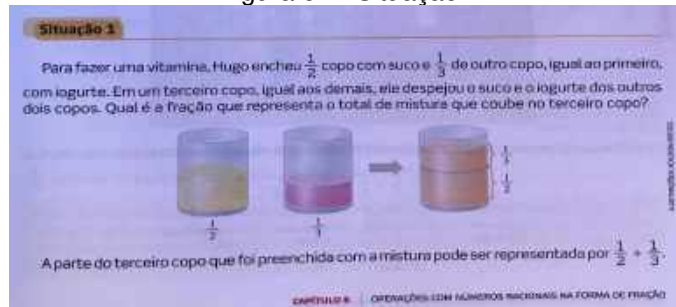 Situação 1
Para fazer uma vitamina, Hugo encheu 1/2 copo com suco e 1/3 de outro copo, igual ao primeiro,
com iogurte. Em um terceiro copo, igual aos demais, ele despejou o suco e o iogurte dos outros
dois copos. Qual é a fração que representa o total de mistura que coube no terceiro copo?
1/3
1/2
1/2
1/3
A parte do terceiro copo que foi preenchida com a mistura pode ser representada por 1/2 + 1/3.
CAPÍTULO 6 | OPERAÇÕES COM NÚMEROS RACIONAIS NA FORMA DE FRAÇÃO